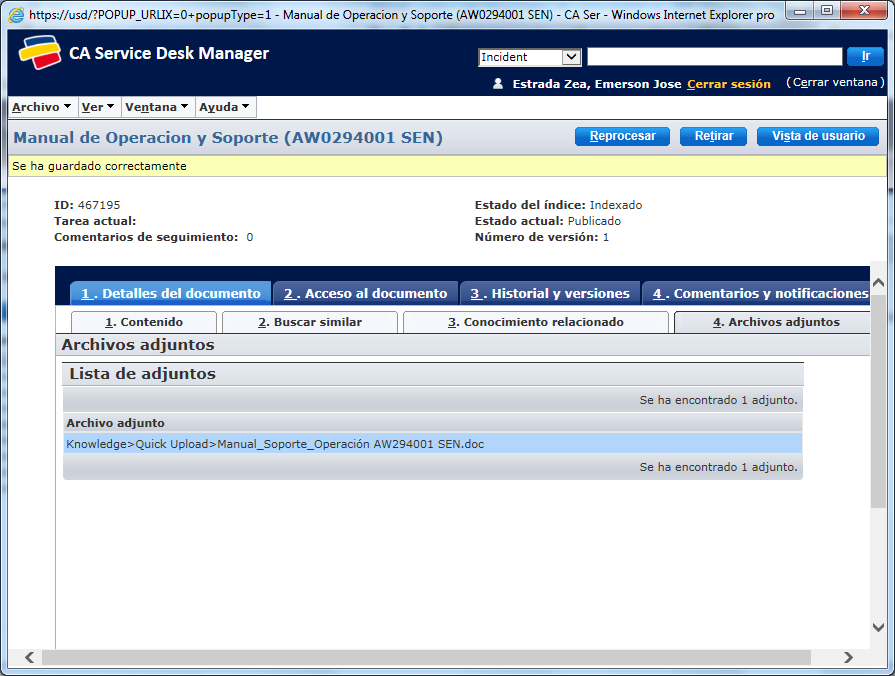 https://usd/?POPUP_URLIX=0+popupType=1 - Manual de Operacion y Soporte (AW0294001 SEN) - CA Ser - Windows Internet Explorer pro
CA Service Desk Manager
Incident
Ir
Estrada Zea, Emerson Jose Cerrar sesión (Cerrar ventana)
Archivo Ver Ventana Ayuda
Manual de Operacion y Soporte (AW0294001 SEN)
Reprocesar Retirar Vista de usuario
Se ha guardado correctamente
ID: 467195 Estado del índice: Indexado
Tarea actual: Estado actual: Publicado
Comentarios de seguimiento: 0 Número de versión: 1
1. Detalles del documento 2. Acceso al documento 3. Historial y versiones 4. Comentarios y notificaciones
1. Contenido 2. Buscar similar 3. Conocimiento relacionado 4. Archivos adjuntos
Archivos adjuntos
Lista de adjuntos
Se ha encontrado 1 adjunto.
Archivo adjunto
Knowledge>Quick Upload>Manual_Soporte_Operación AW294001 SEN.doc
Se ha encontrado 1 adjunto.